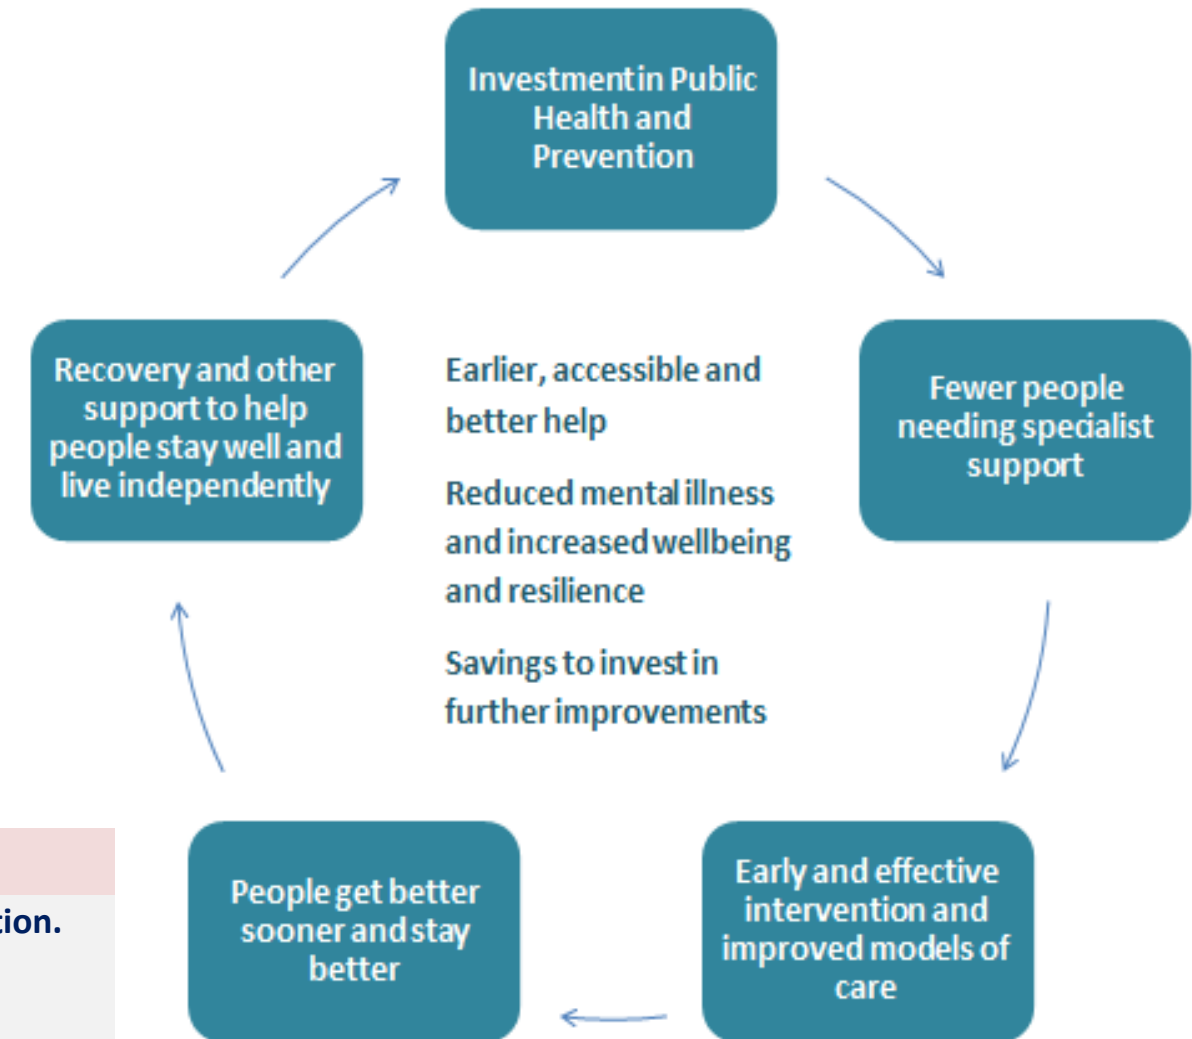 Investment in Public
Health and
Prevention
Fewer people
needing specialist
support
Early and effective
intervention and
improved models of
care
People get better
sooner and stay
better
Recovery and other
support to help
people stay well and
live independently
Earlier, accessible and
better help
Reduced mental illness
and increased wellbeing
and resilience
Savings to invest in
further improvements
tion.